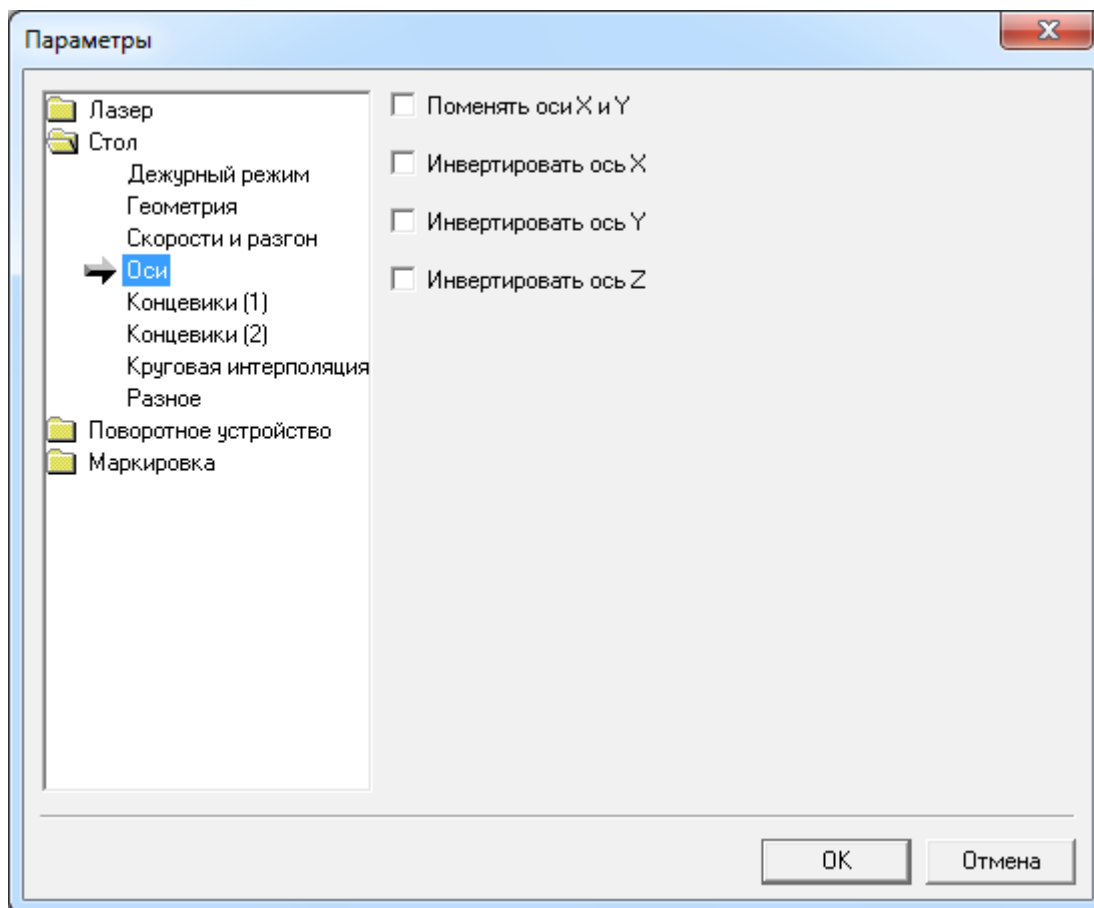 Параметры
Лазер
Стол
Дежурный режим
Геометрия
Скорости и разгон
Оси
Концевики (1)
Концевики (2)
Круговая интерполяция
Разное
Поворотное устройство
Маркировка
Поменять оси X и Y
Инвертировать ось X
Инвертировать ось Y
Инвертировать ось Z
OK
Отмена